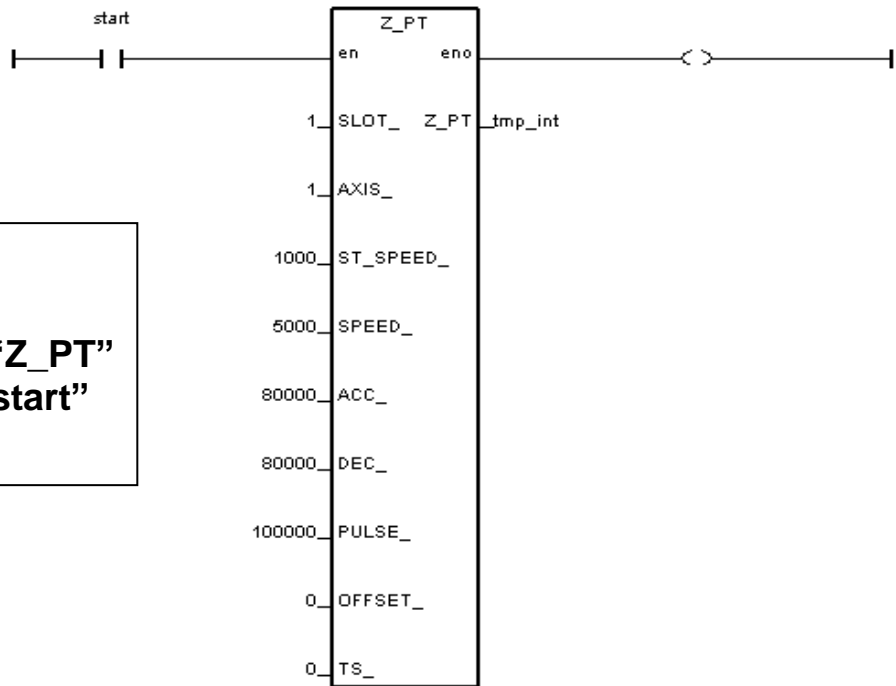 start
Z_PT
en eno
1 SLOT_ Z_PT tmp_int
1 AXIS_
1000 ST_SPEED_
5000 SPEED_
80000 ACC_
80000 DEC_
100000 PULSE_
0 OFFSET_
0 TS_
“Z_PT”
start”